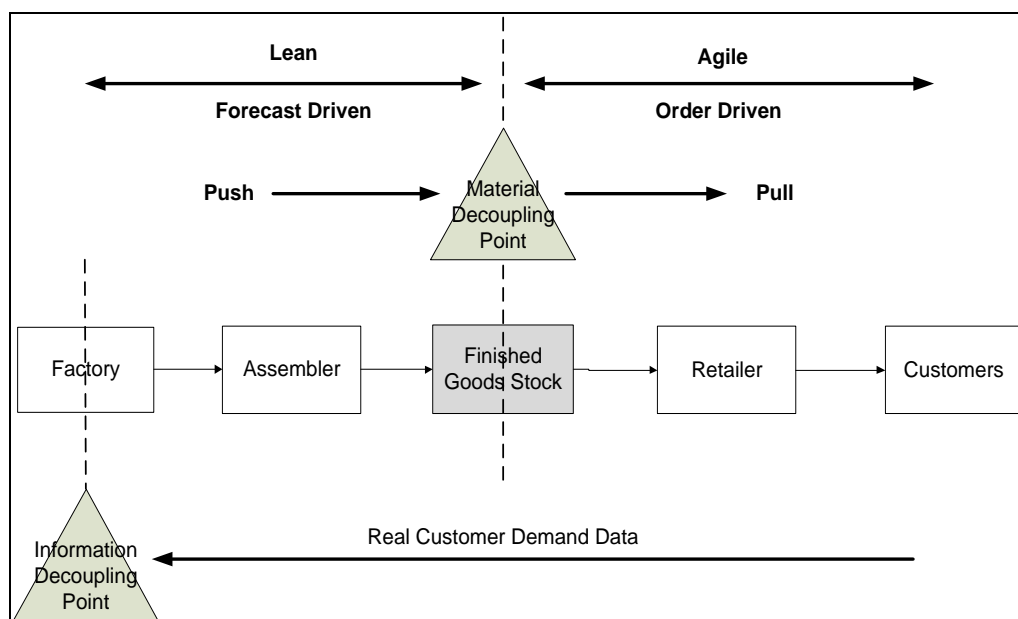 Lean
Agile
Forecast Driven
Order Driven
Push
Material
Decoupling
Point
Pull
Factory
Assembler
Finished
Goods Stock
Retailer
Customers
Information
Decoupling
Point
Real Customer Demand Data